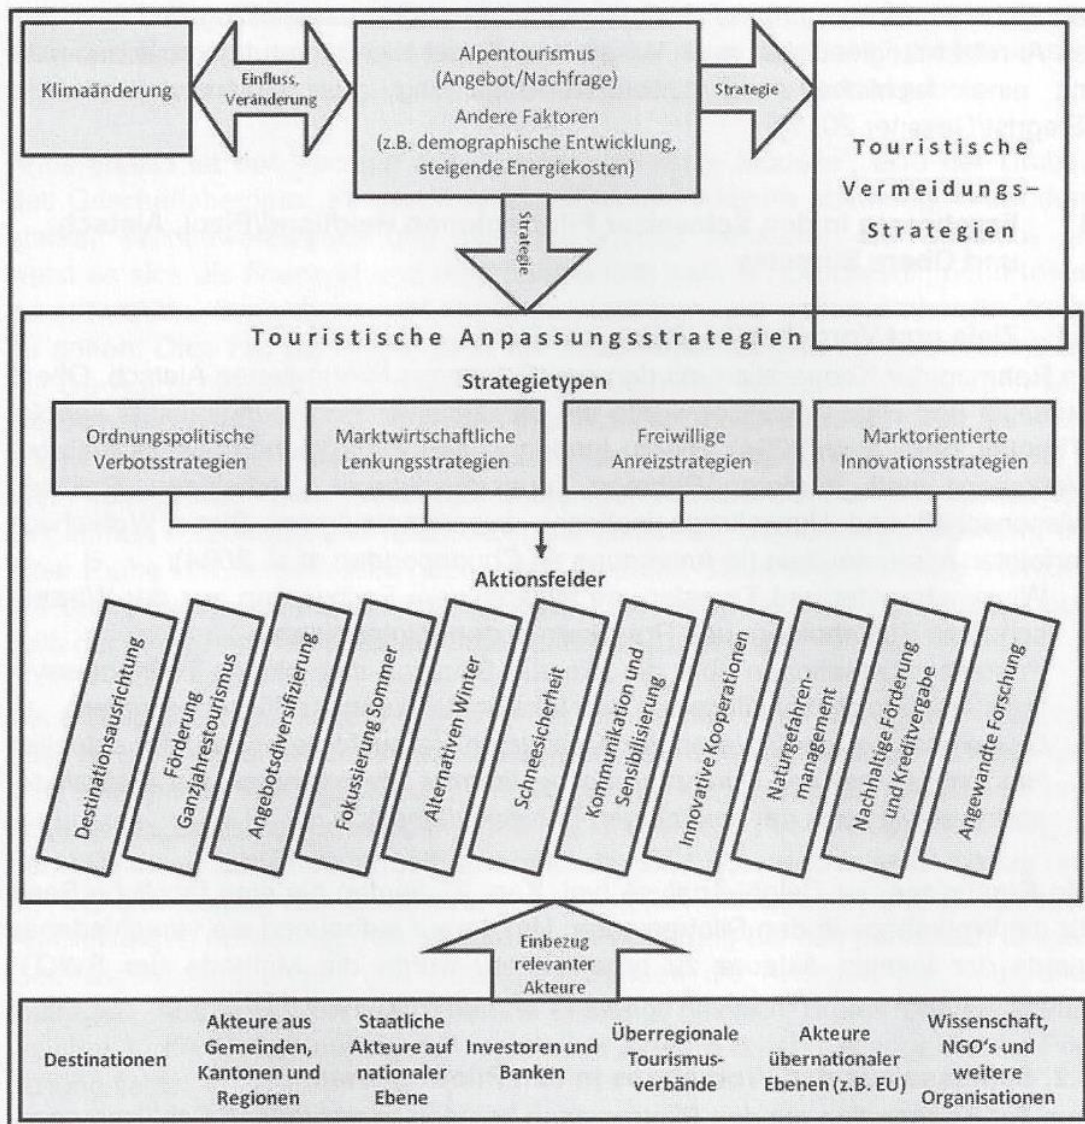 Klimaänderung
Einfluss,
Veränderung
Alpentourismus
(Angebot/Nachfrage)
Andere Faktoren
(z.B. demographische Entwicklung,
steigende Energiekosten)
Strategie
Touristische
Vermeidungs-
Strategien
Strategie
Touristische Anpassungsstrategien
Strategietypen
Ordnungspolitische
Verbotsstrategien
Marktwirtschaftliche
Lenkungsstrategien
Freiwillige
Anreizstrategien
Marktorientierte
Innovationsstrategien
Aktionsfelder
Destinationsausrichtung
Förderung
Ganzjahrestourismus
Angebotsdiversifizierung
Fokussierung Sommer
Alternativen Winter
Schneesicherheit
Kommunikation und
Sensibilisierung
Innovative Kooperationen
Naturgefahren-
management
Nachhaltige Förderung
und Kreditvergabe
Angewandte Forschung
Einbezug
relevanter
Akteure
Destinationen
Akteure aus
Gemeinden,
Kantonen und
Regionen
Staatliche
Akteure auf
nationaler
Ebene
Investoren und
Banken
Überregionale
Tourismus-
verbände
Akteure
übernationaler
Ebenen (z.B. EU)
Wissenschaft,
NGO's und
weitere
Organisationen